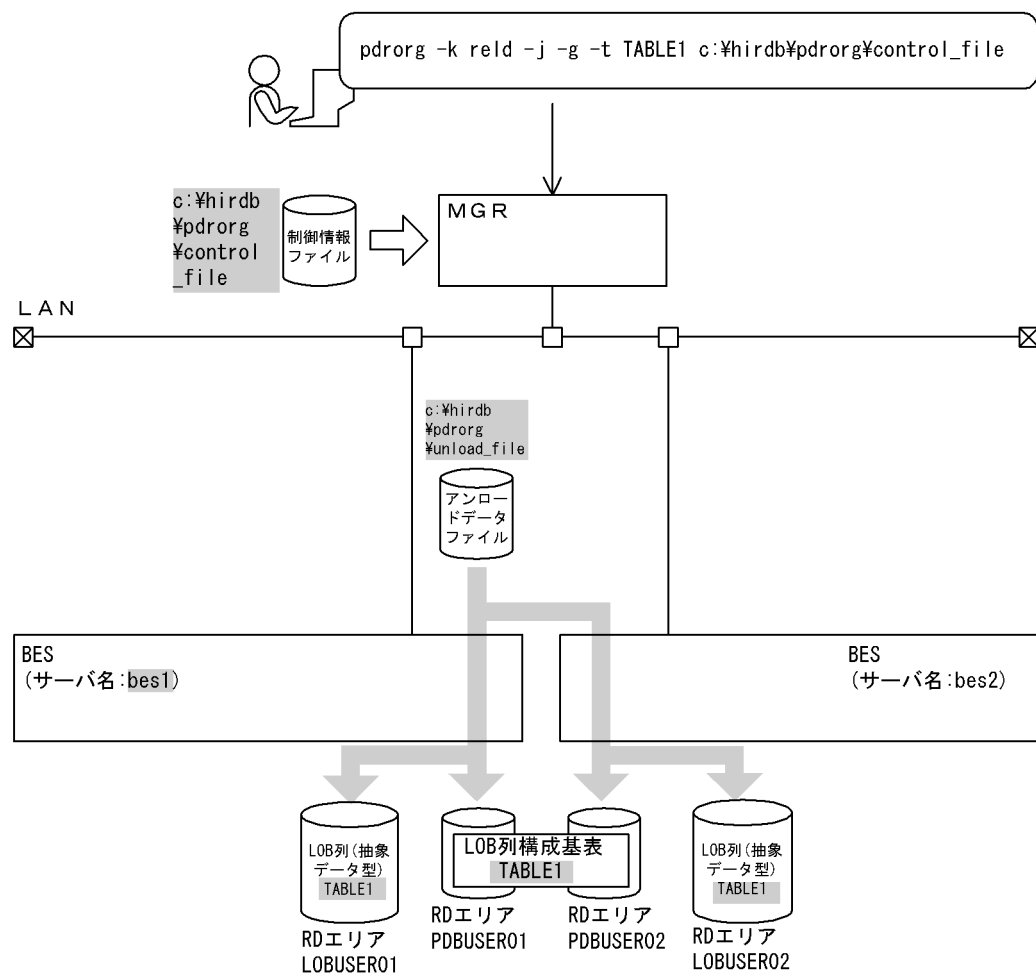 pdrorg -k reld -j -g -t TABLE1 c:¥hirdb¥pdrorg¥control_file
c:¥hirdb
¥pdrorg
¥control
_file
制御情報
ファイル
ＭＧＲ
ＬＡＮ
c:¥hirdb
¥pdrorg
¥unload_file
アンロー
ドデータ
ファイル
BES
(サーバ名:bes1)
BES
(サーバ名:bes2)
LOB列(抽象
データ型)
TABLE1
LOB列構成基表
TABLE1
LOB列(抽象
データ型)
TABLE1
RDエリア
LOBUSER01
RDエリア
PDBUSER01
RDエリア
PDBUSER02
RDエリア
LOBUSER02